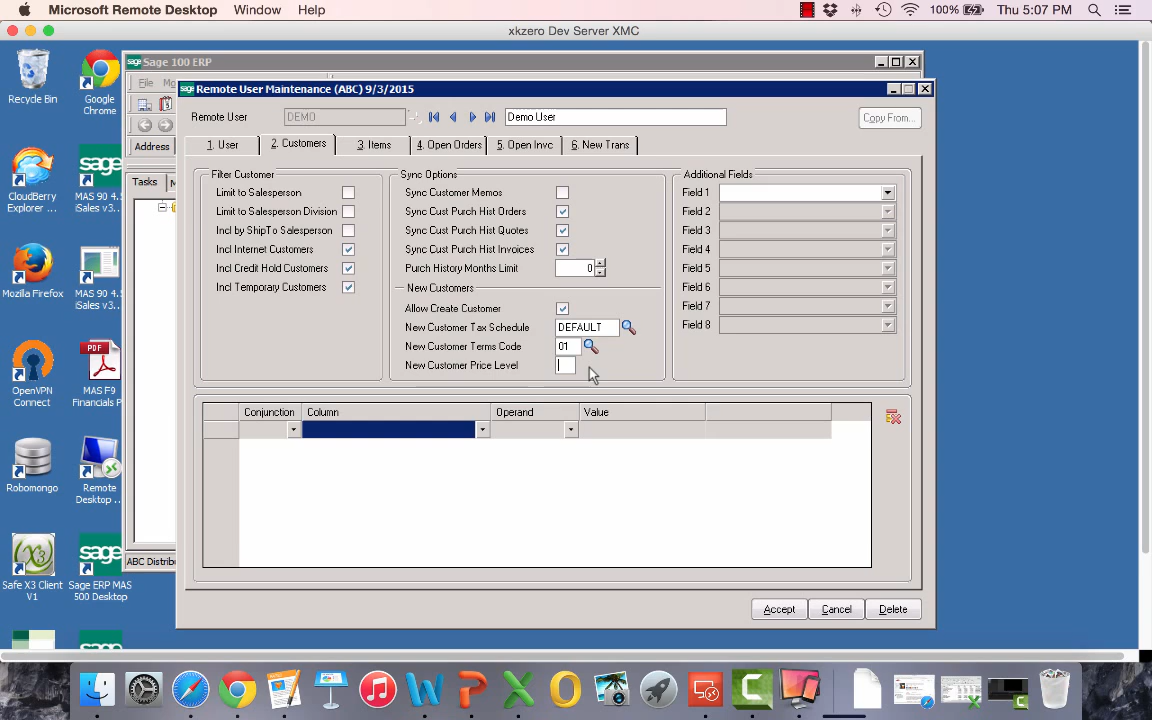 Microsoft Remote Desktop Window Help
100% Thu 5:07 PM
xkzero Dev Server XMC
Recycle Bin
Google Chrome
CloudBerry Explorer ...
MAS 90 4.
iSales v3...
Mozilla Firefox
MAS 90 4.
iSales v3...
OpenVPN Connect
PDF
MAS F9 Financials P
Robomongo
Remote Desktop ..
Safe X3 Client V1
sage
Sage ERP MAS 500 Desktop
sage Sage 100 ERP
File Mo
Address
Tasks
ABC Distrib
sage Remote User Maintenance (ABC) 9/3/2015
Remote User DEMO Demo User Copy From...
1. User 2. Customers 3. Items 4. Open Orders 5. Open Invc 6. New Trans
Filter Customer
Limit to Salesperson
Limit to Salesperson Division
Incl by ShipTo Salesperson
Incl Internet Customers
Incl Credit Hold Customers
Incl Temporary Customers
Sync Options
Sync Customer Memos
Sync Cust Purch Hist Orders
Sync Cust Purch Hist Quotes
Sync Cust Purch Hist Invoices
Purch History Months Limit 0
New Customers
Allow Create Customer
New Customer Tax Schedule DEFAULT
New Customer Terms Code 01
New Customer Price Level
Additional Fields
Field 1
Field 2
Field 3
Field 4
Field 5
Field 6
Field 7
Field 8
Conjunction Column Operand Value
Accept Cancel Delete